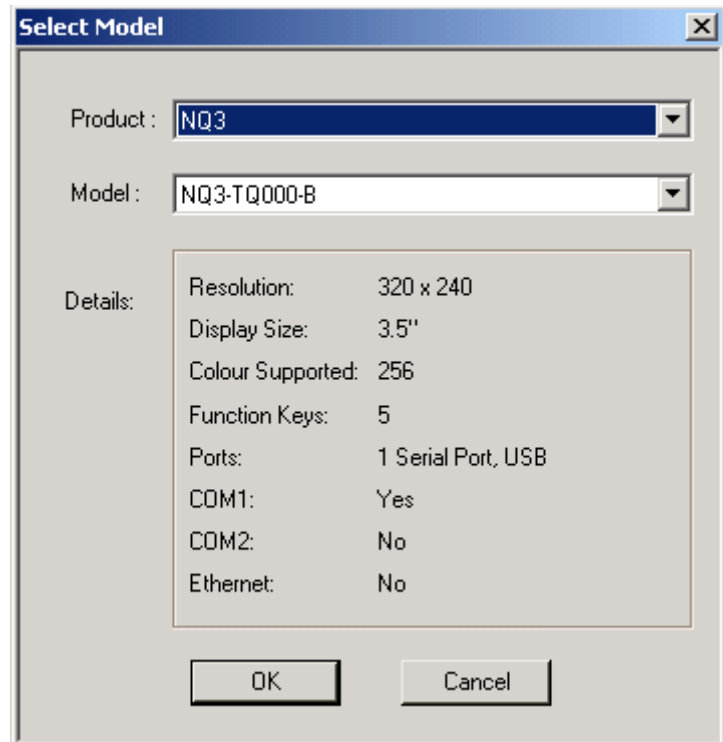 Select Model
Product : NQ3
Model : NQ3-TQ000-B
Details:
Resolution: 320 x 240
Display Size: 3.5"
Colour Supported: 256
Function Keys: 5
Ports: 1 Serial Port, USB
COM1: Yes
COM2: No
Ethernet: No
OK Cancel